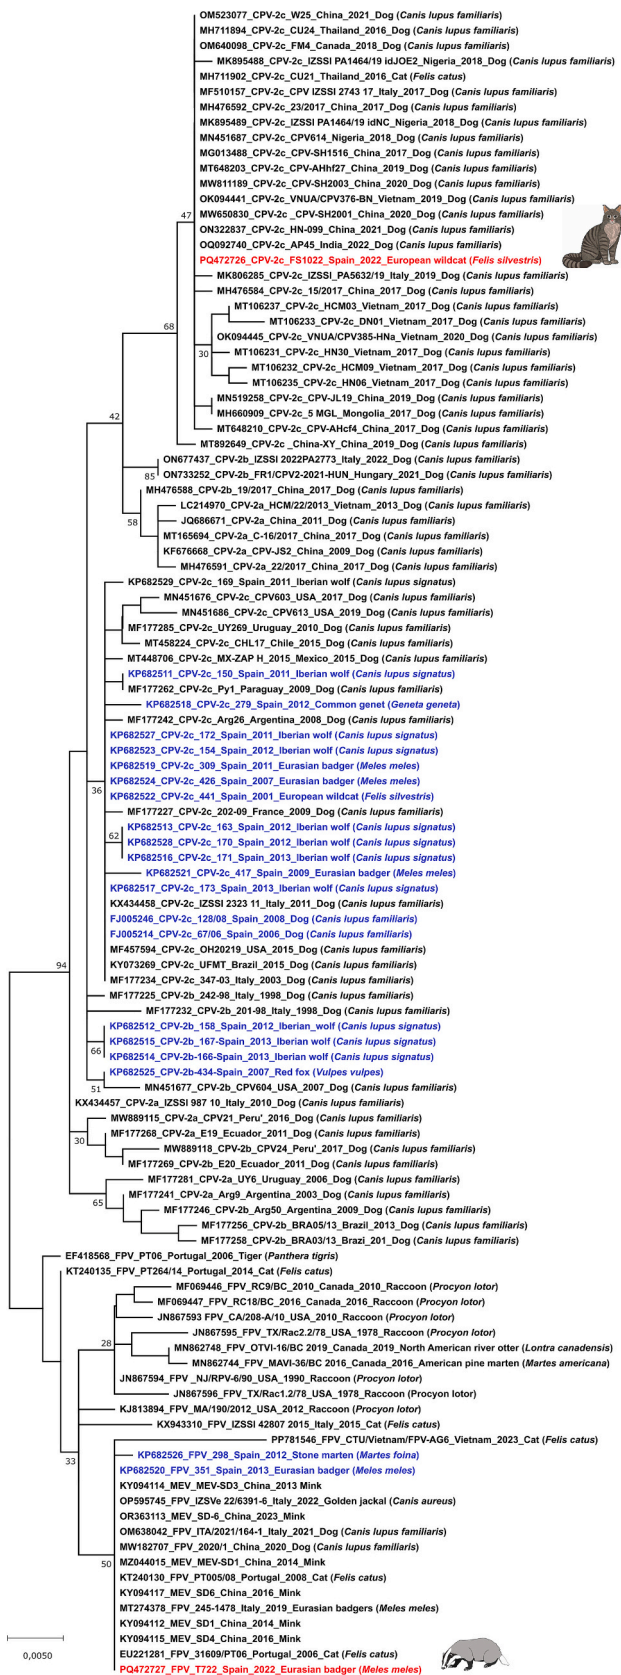 OM523077_CPV-2c_W25_China_2021_Dog (Canis lupus familiaris)
MH711894_CPV-2c_CU24_Thailand_2016_Dog (Canis lupus familiaris)
OM640098_CPV-2c_FM4_Canada_2018_Dog (Canis lupus familiaris)
MK895488_CPV-2c_IZSSI PA1464/19 idJOE2_Nigeria_2018_Dog (Canis lupus familiaris)
MH711902_CPV-2c_CU21_Thailand_2016_Cat (Felis catus)
MF510157_CPV-2c_CPV IZSSI 2743 17_Italy_2017_Dog (Canis lupus familiaris)
MH476592_CPV-2c_23/2017_China_2017_Dog (Canis lupus familiaris)
MK895489_CPV-2c_IZSSI PA1464/19 idNC_Nigeria_2018_Dog (Canis lupus familiaris)
MN451687_CPV-2c_CPV614_Nigeria_2018_Dog (Canis lupus familiaris)
MG013488_CPV-2c_CPV-SH1516_China_2017_Dog (Canis lupus familiaris)
MT648203_CPV-2c_CPV-AHhf27_China_2019_Dog (Canis lupus familiaris)
MW811189_CPV-2c_CPV-SH2003_China_2020_Dog (Canis lupus familiaris)
OK094441_CPV-2c_VNUA/CPV376-BN_Vietnam_2019_Dog (Canis lupus familiaris)
47
MW650830_CPV-2c _CPV-SH2001_China_2020_Dog (Canis lupus familiaris)
ON322837_CPV-2c_HN-099_China_2021_Dog (Canis lupus familiaris)
OQ092740_CPV-2c_AP45_India_2022_Dog (Canis lupus familiaris)
PQ472726_CPV-2c_FS1022_Spain_2022_European wildcat (Felis silvestris)
MK806285_CPV-2c_IZSSI_PA5632/19_Italy_2019_Dog (Canis lupus familiaris)
MH476584_CPV-2c_15/2017_China_2017_Dog (Canis lupus familiaris)
MT106237_CPV-2c_HCM03_Vietnam_2017_Dog (Canis lupus familiaris)
MT106233_CPV-2c_DN01_Vietnam_2017_Dog (Canis lupus familiaris)
68
OK094445_CPV-2c_VNUA/CPV385-HNa_Vietnam_2020_Dog (Canis lupus familiaris)
30
MT106231_CPV-2c_HN30_Vietnam_2017_Dog (Canis lupus familiaris)
MT106232_CPV-2c_HCM09_Vietnam_2017_Dog (Canis lupus familiaris)
MT106235_CPV-2c_HN06_Vietnam_2017_Dog (Canis lupus familiaris)
MN519258_CPV-2c_CPV-JL19_China_2019_Dog (Canis lupus familiaris)
MH660909_CPV-2c_5 MGL_Mongolia_2017_Dog (Canis lupus familiaris)
42
MT648210_CPV-2c_CPV-AHcf4_China_2017_Dog (Canis lupus familiaris)
MT892649_CPV-2c _China-XY_China_2019_Dog (Canis lupus familiaris)
ON677437_CPV-2b_IZSSI 2022PA2773_Italy_2022_Dog (Canis lupus familiaris)
85
ON733252_CPV-2b_FR1/CPV2-2021-HUN_Hungary_2021_Dog (Canis lupus familiaris)
MH476588_CPV-2b_19/2017_China_2017_Dog (Canis lupus familiaris)
LC214970_CPV-2a_HCM/22/2013_Vietnam_2013_Dog (Canis lupus familiaris)
58
JQ686671_CPV-2a_China_2011_Dog (Canis lupus familiaris)
MT165694_CPV-2a_C-16/2017_China_2017_Dog (Canis lupus familiaris)
KF676668_CPV-2a_CPV-JS2_China_2009_Dog (Canis lupus familiaris)
MH476591_CPV-2a_22/2017_China_2017_Dog (Canis lupus familiaris)
KP682529_CPV-2c_169_Spain_2011_Iberian wolf (Canis lupus signatus)
MN451676_CPV-2c_CPV603_USA_2017_Dog (Canis lupus familiaris)
MN451686_CPV-2c_CPV613_USA_2019_Dog (Canis lupus familiaris)
MF177285_CPV-2c_UY269_Uruguay_2010_Dog (Canis lupus familiaris)
MT458224_CPV-2c_CHL17_Chile_2015_Dog (Canis lupus familiaris)
MT448706_CPV-2c_MX-ZAP H_2015_Mexico_2015_Dog (Canis lupus familiaris)
KP682511_CPV-2c_150_Spain_2011_Iberian wolf (Canis lupus signatus)
MF177262_CPV-2c_Py1_Paraguay_2009_Dog (Canis lupus familiaris)
KP682518_CPV-2c_279_Spain_2012_Common genet (Geneta geneta)
MF177242_CPV-2c_Arg26_Argentina_2008_Dog (Canis lupus familiaris)
KP682527_CPV-2c_172_Spain_2011_Iberian wolf (Canis lupus signatus)
KP682523_CPV-2c_154_Spain_2012_Iberian wolf (Canis lupus signatus)
KP682519_CPV-2c_309_Spain_2011_Eurasian badger (Meles meles)
KP682524_CPV-2c_426_Spain_2007_Eurasian badger (Meles meles)
36
KP682522_CPV-2c_441_Spain_2001_European wildcat (Felis silvestris)
MF177227_CPV-2c_202-09_France_2009_Dog (Canis lupus familiaris)
KP682513_CPV-2c_163_Spain_2012_Iberian wolf (Canis lupus signatus)
62
KP682528_CPV-2c_170_Spain_2012_Iberian wolf (Canis lupus signatus)
KP682516_CPV-2c_171_Spain_2013_Iberian wolf (Canis lupus signatus)
KP682521_CPV-2c_417_Spain_2009_Eurasian badger (Meles meles)
KP682517_CPV-2c_173_Spain_2013_Iberian wolf (Canis lupus signatus)
KX434458_CPV-2c_IZSSI 2323 11_Italy_2011_Dog (Canis lupus familiaris)
FJ005246_CPV-2c_128/08_Spain_2008_Dog (Canis lupus familiaris)
FJ005214_CPV-2c_67/06_Spain_2006_Dog (Canis lupus familiaris)
MF457594_CPV-2c_OH20219_USA_2015_Dog (Canis lupus familiaris)
94
KY073269_CPV-2c_UFMT_Brazil_2015_Dog (Canis lupus familiaris)
MF177234_CPV-2c_347-03_Italy_2003_Dog (Canis lupus familiaris)
MF177225_CPV-2b_242-98_Italy_1998_Dog (Canis lupus familiaris)
MF177232_CPV-2b_201-98_Italy_1998_Dog (Canis lupus familiaris)
KP682512_CPV-2b_158_Spain_2012_Iberian_wolf (Canis lupus signatus)
KP682515_CPV-2b_167-Spain_2013_Iberian wolf (Canis lupus signatus)
66
KP682514_CPV-2b-166-Spain_2013_Iberian wolf (Canis lupus signatus)
KP682525_CPV-2b-434-Spain_2007_Red fox (Vulpes vulpes)
51
MN451677_CPV-2b_CPV604_USA_2007_Dog (Canis lupus familiaris)
KX434457_CPV-2a_IZSSI 987 10_Italy_2010_Dog (Canis lupus familiaris)
MW889115_CPV-2a_CPV21_Peru'_2016_Dog (Canis lupus familiaris)
30
MF177268_CPV-2a_E19_Ecuador_2011_Dog (Canis lupus familiaris)
MW889118_CPV-2b_CPV24_Peru'_2017_Dog (Canis lupus familiaris)
MF177269_CPV-2b_E20_Ecuador_2011_Dog (Canis lupus familiaris)
MF177281_CPV-2a_UY6_Uruguay_2006_Dog (Canis lupus familiaris)
65
MF177241_CPV-2a_Arg9_Argentina_2003_Dog (Canis lupus familiaris)
MF177246_CPV-2b_Arg50_Argentina_2009_Dog (Canis lupus familiaris)
MF177256_CPV-2b_BRA05/13_Brazil_2013_Dog (Canis lupus familiaris)
MF177258_CPV-2b_BRA03/13_Brazi_201_Dog (Canis lupus familiaris)
EF418568_FPV_PT06_Portugal_2006_Tiger (Panthera tigris)
KT240135_FPV_PT264/14_Portugal_2014_Cat (Felis catus)
MF069446_FPV_RC9/BC_2010_Canada_2010_Raccoon (Procyon lotor)
MF069447_FPV_RC18/BC_2016_Canada_2016_Raccoon (Procyon lotor)
JN867593 FPV_CA/208-A/10_USA_2010_Raccoon (Procyon lotor)
JN867595_FPV_TX/Rac2.2/78_USA_1978_Raccoon (Procyon lotor)
28
MN862748_FPV_OTVI-16/BC 2019_Canada_2019_North American river otter (Lontra canadensis)
MN862744_FPV_MAVI-36/BC 2016_Canada_2016_American pine marten (Martes americana)
JN867594_FPV _NJ/RPV-6/90_USA_1990_Raccoon (Procyon lotor)
JN867596_FPV_TX/Rac1.2/78_USA_1978_Raccoon (Procyon lotor)
KJ813894_FPV_MA/190/2012_USA_2012_Raccoon (Procyon lotor)
KX943310_FPV_IZSSI 42807 2015_Italy_2015_Cat (Felis catus)
PP781546_FPV_CTU/Vietnam/FPV-AG6_Vietnam_2023_Cat (Felis catus)
33
KP682526_FPV_298_Spain_2012_Stone marten (Martes foina)
KP682520_FPV_351_Spain_2013_Eurasian badger (Meles meles)
KY094114_MEV_MEV-SD3_China_2013 Mink
OP595745_FPV_IZSVe 22/6391-6_Italy_2022_Golden jackal (Canis aureus)
OR363113_MEV_SD-6_China_2023_Mink
OM638042_FPV_ITA/2021/164-1_Italy_2021_Dog (Canis lupus familiaris)
MW182707_FPV_2020/1_China_2020_Dog (Canis lupus familiaris)
50
MZ044015_MEV_MEV-SD1_China_2014_Mink
KT240130_FPV_PT005/08_Portugal_2008_Cat (Felis catus)
KY094117_MEV_SD6_China_2016_Mink
MT274378_FPV_245-1478_Italy_2019_Eurasian badgers (Meles meles)
KY094112_MEV_SD1_China_2014_Mink
KY094115_MEV_SD4_China_2016_Mink
EU221281_FPV_31609/PT06_Portugal_2006_Cat (Felis catus)
0,0050
PQ472727_FPV_T722_Spain_2022_Eurasian badger (Meles meles)